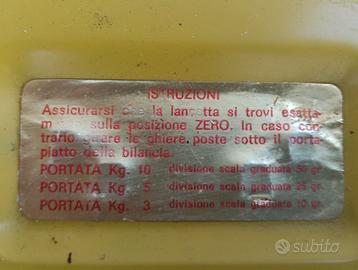 ISTRUZIONI
Assicurarsi che la lancetta si trovi esatta-
m sulla posizione ZERO. In caso con-
trario girare le ghiere poste sotto il porta-
piatto della bilancia.
PORTATA Kg. 10 divisione scala graduata 50 gr.
PORTATA Kg. 5 divisione scala graduata 25 gr.
PORTATA Kg. 3 divisione scala graduata 10 gr.
subito